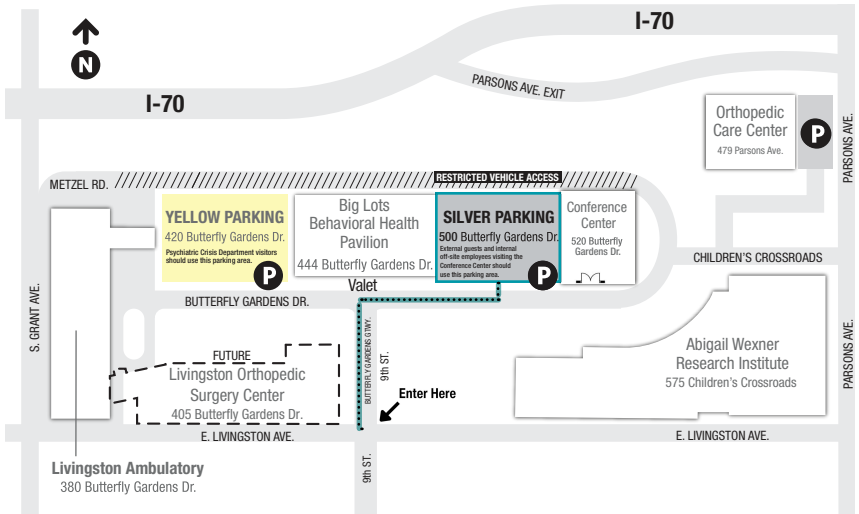 I-70
N
I-70
PARSONS AVE. EXIT
Orthopedic
Care Center
479 Parsons Ave.
P
PARSONS AVE.
METZEL RD.
RESTRICTED VEHICLE ACCESS
YELLOW PARKING
420 Butterfly Gardens Dr.
Psychiatric Crisis Department visitors
should use this parking area.
P
Big Lots
Behavioral Health
Pavilion
444 Butterfly Gardens Dr.
Valet
SILVER PARKING
500 Butterfly Gardens Dr.
External guests and internal
off-site employees visiting the
Conference Center should
use this parking area.
P
Conference
Center
520 Butterfly
Gardens Dr.
CHILDREN'S CROSSROADS
S. GRANT AVE.
BUTTERFLY GARDENS DR.
FUTURE
Livingston Orthopedic
Surgery Center
405 Butterfly Gardens Dr.
BUTTERFLY GARDENS GTWY.
9th ST.
Enter Here
Abigail Wexner
Research Institute
575 Children's Crossroads
PARSONS AVE.
E. LIVINGSTON AVE.
E. LIVINGSTON AVE.
9th ST.
Livingston Ambulatory
380 Butterfly Gardens Dr.